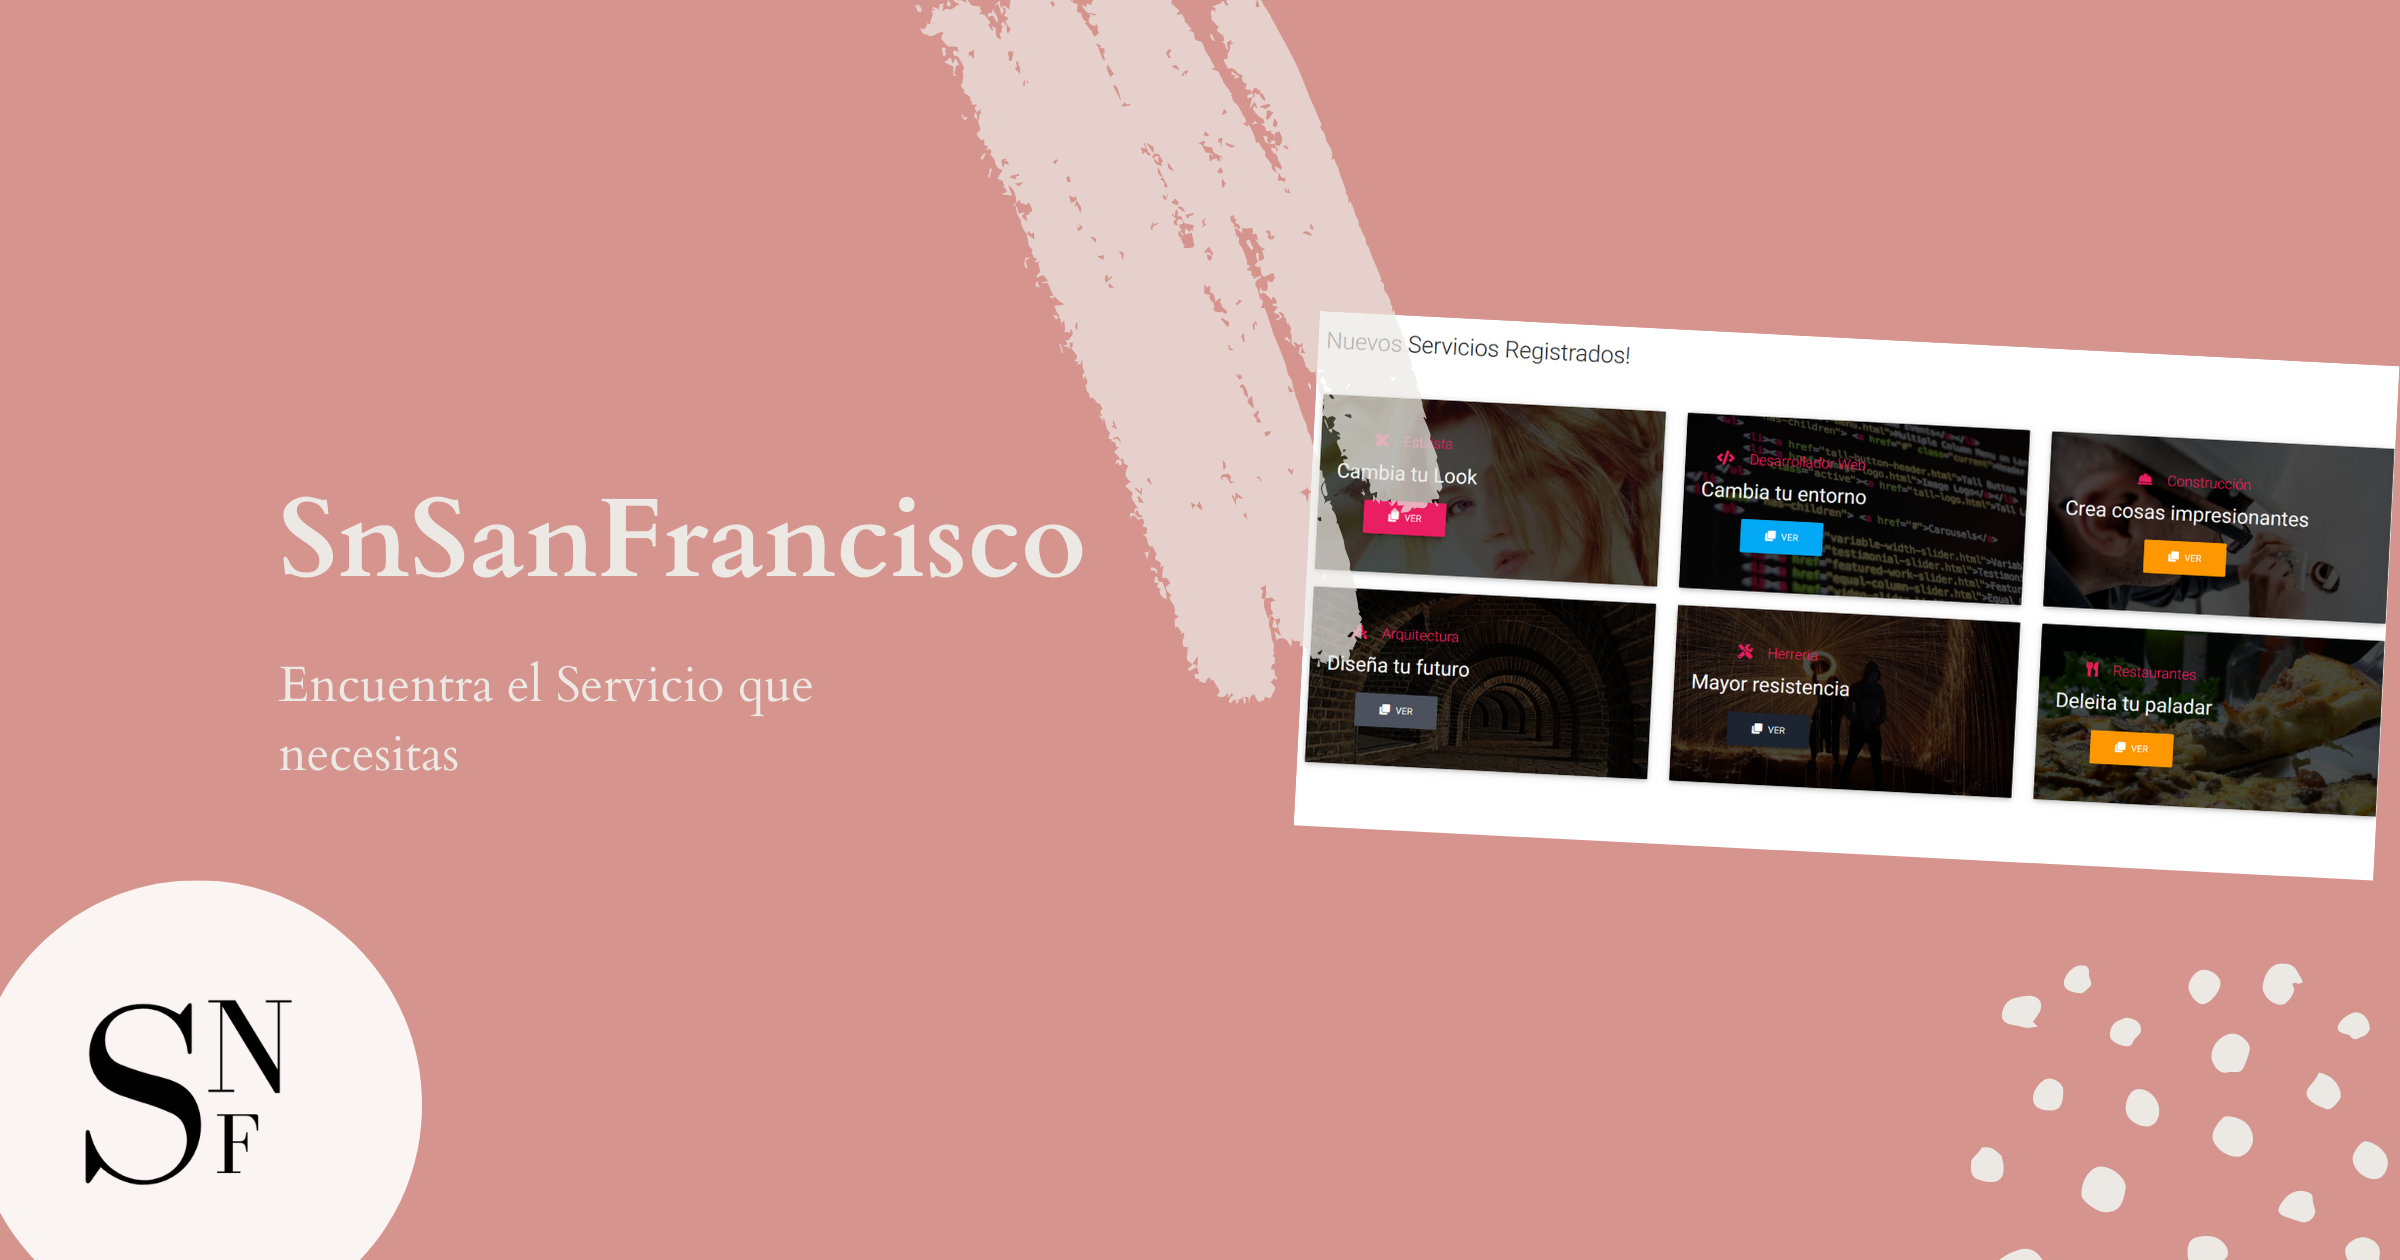 SnSanFrancisco
Encuentra el Servicio que
necesitas
SN
F
Nuevos Servicios Registrados!
Estilista
Cambia tu Look
VER
Desarrollador Web
Cambia tu entorno
VER
Construcción
Crea cosas impresionantes
VER
Arquitectura
Diseña tu futuro
VER
Herrería
Mayor resistencia
VER
Restaurantes
Deleita tu paladar
VER